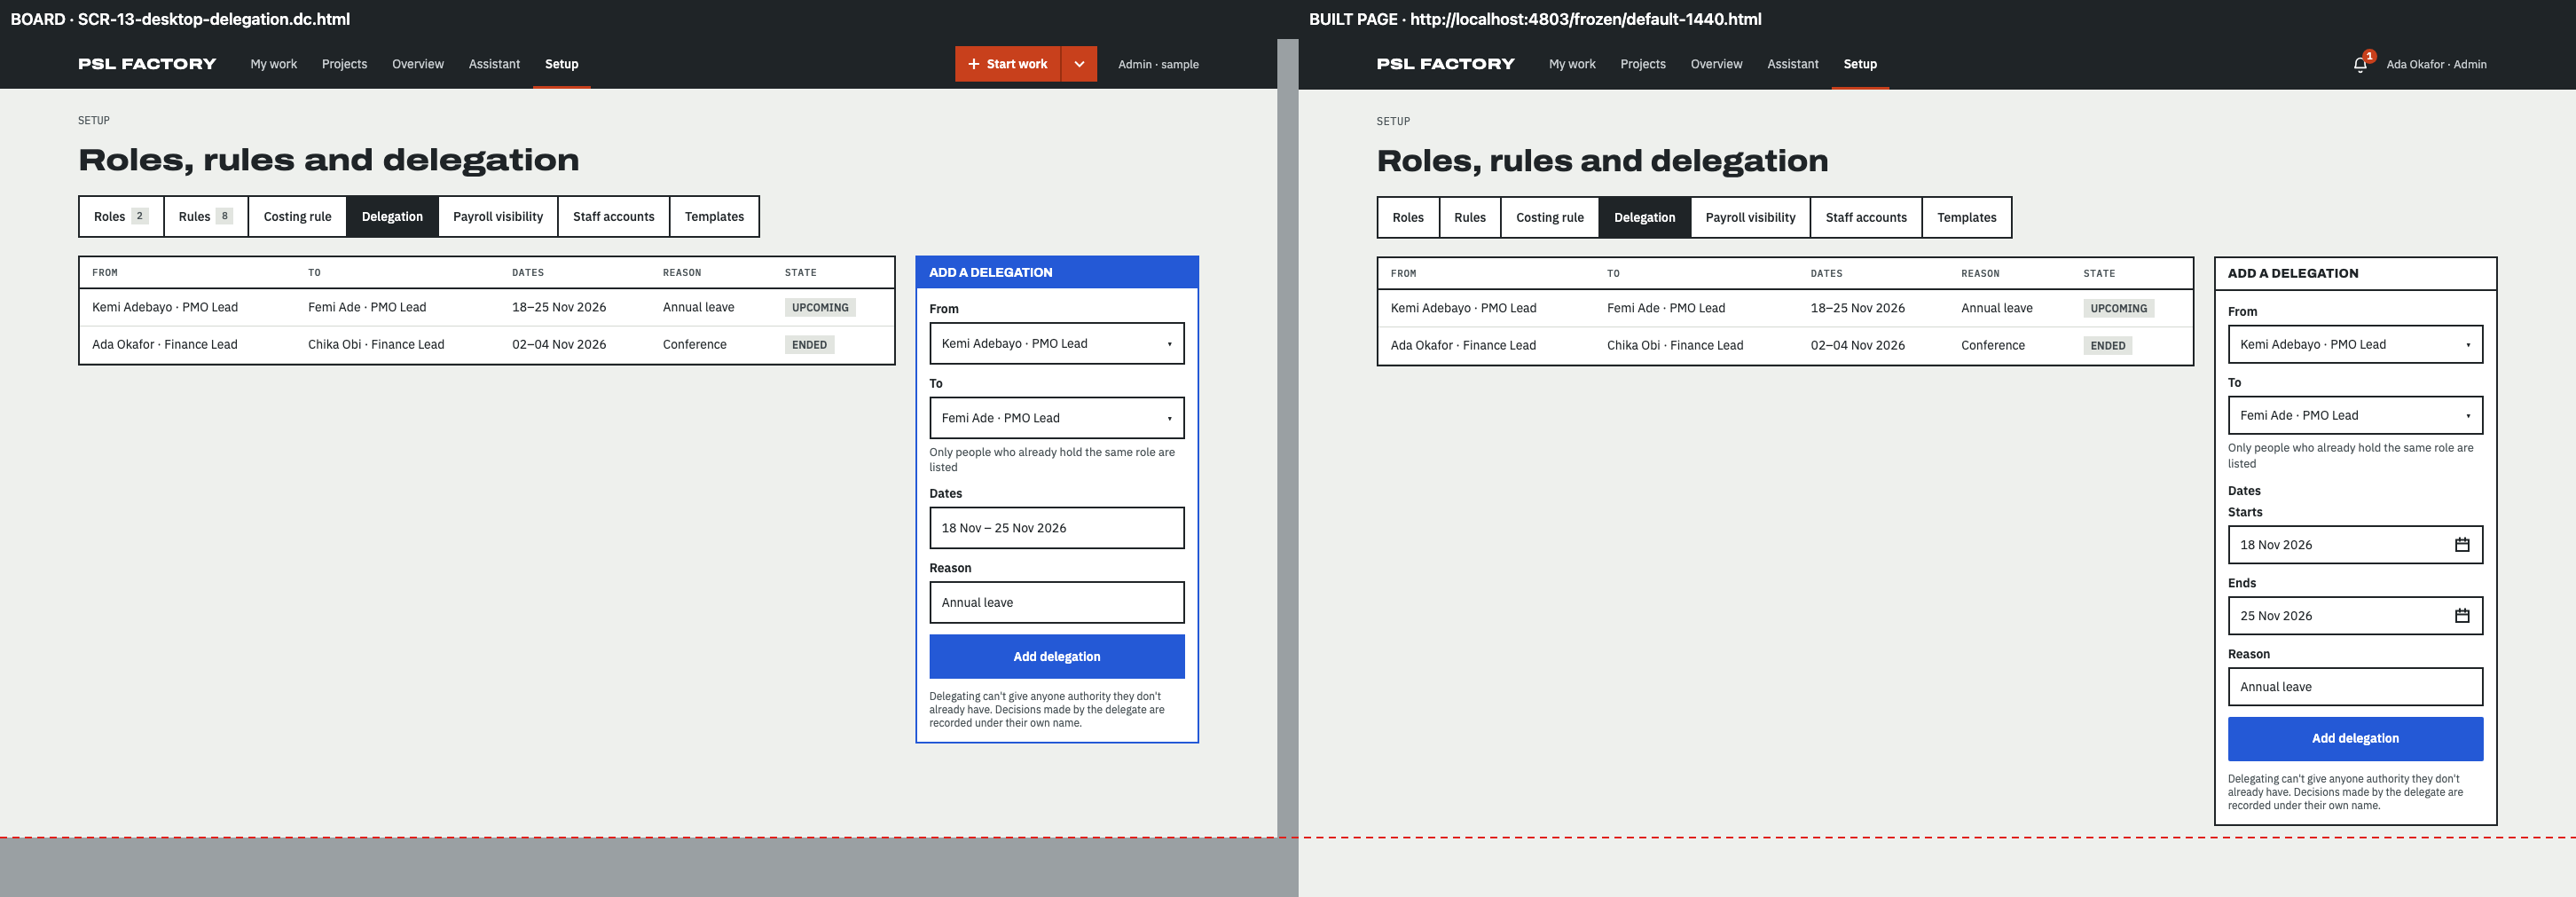 BOARD · SCR-13-desktop-delegation.dc.html
PSL FACTORY My work Projects Overview Assistant Setup + Start work Admin · sample
SETUP
Roles, rules and delegation
Roles 2 Rules 8 Costing rule Delegation Payroll visibility Staff accounts Templates
FROM TO DATES REASON STATE
Kemi Adebayo · PMO Lead Femi Ade · PMO Lead 18–25 Nov 2026 Annual leave UPCOMING
Ada Okafor · Finance Lead Chika Obi · Finance Lead 02–04 Nov 2026 Conference ENDED
ADD A DELEGATION
From
Kemi Adebayo · PMO Lead
To
Femi Ade · PMO Lead
Only people who already hold the same role are
listed
Dates
18 Nov – 25 Nov 2026
Reason
Annual leave
Add delegation
Delegating can't give anyone authority they don't
already have. Decisions made by the delegate are
recorded under their own name.
BUILT PAGE · http://localhost:4803/frozen/default-1440.html
PSL FACTORY My work Projects Overview Assistant Setup 1 Ada Okafor · Admin
SETUP
Roles, rules and delegation
Roles Rules Costing rule Delegation Payroll visibility Staff accounts Templates
FROM TO DATES REASON STATE
Kemi Adebayo · PMO Lead Femi Ade · PMO Lead 18–25 Nov 2026 Annual leave UPCOMING
Ada Okafor · Finance Lead Chika Obi · Finance Lead 02–04 Nov 2026 Conference ENDED
ADD A DELEGATION
From
Kemi Adebayo · PMO Lead
To
Femi Ade · PMO Lead
Only people who already hold the same role are
listed
Dates
Starts
18 Nov 2026
Ends
25 Nov 2026
Reason
Annual leave
Add delegation
Delegating can't give anyone authority they don't
already have. Decisions made by the delegate are
recorded under their own name.